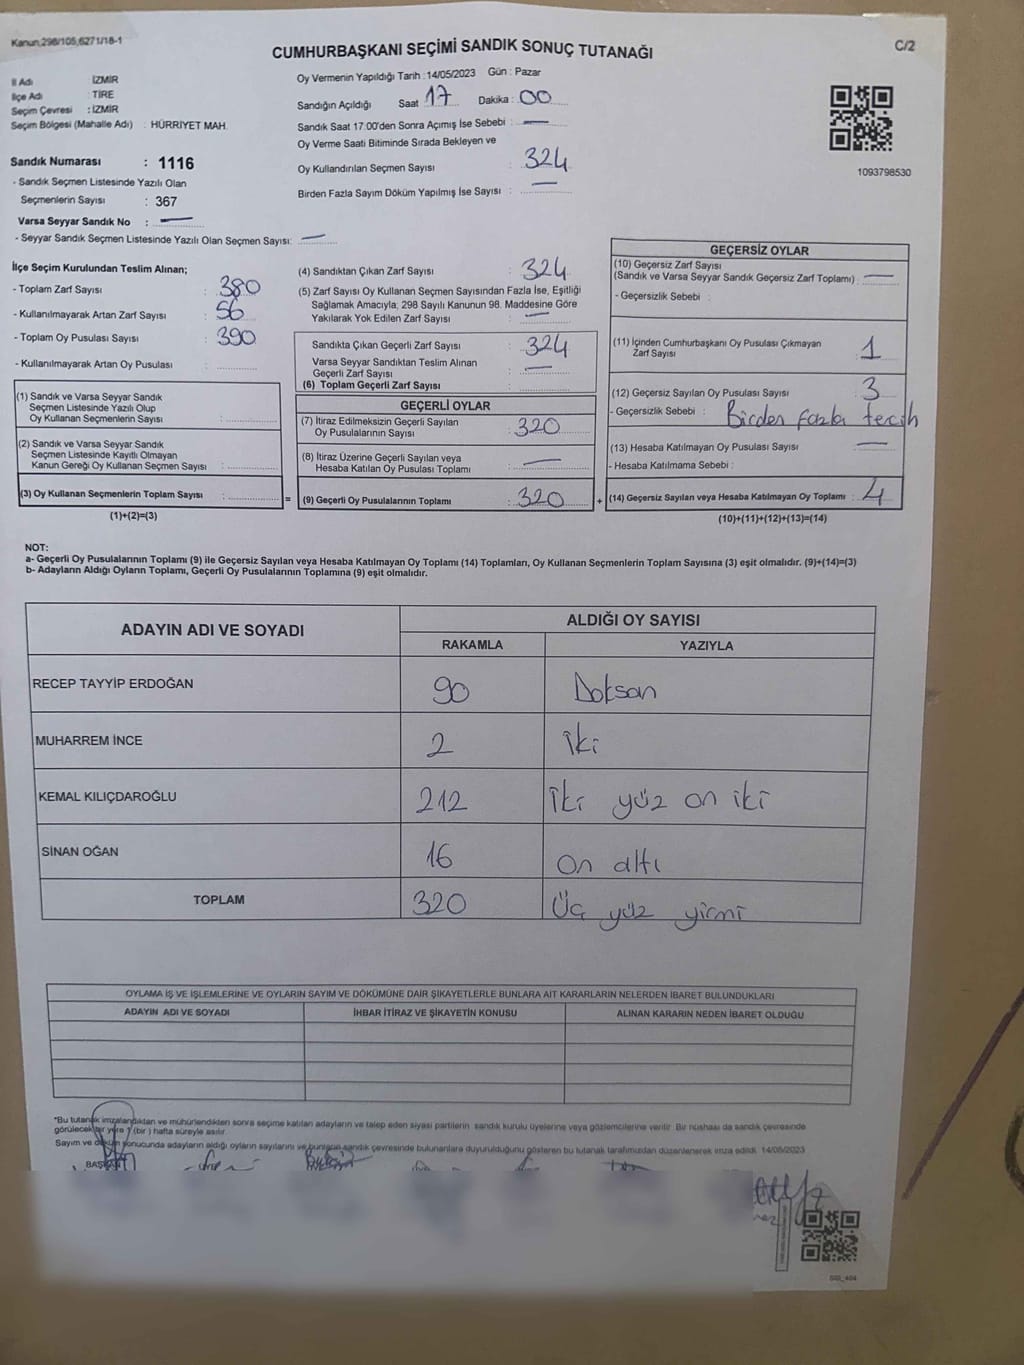 Kanun:298/105,6271/18-1
C/2
CUMHURBAŞKANI SEÇİMİ SANDIK SONUÇ TUTANAĞI
İl Adı : İZMİR
İlçe Adı : TİRE
Seçim Çevresi : İZMİR
Seçim Bölgesi (Mahalle Adı) : HÜRRİYET MAH.
Sandık Numarası : 1116
- Sandık Seçmen Listesinde Yazılı Olan
Seçmenlerin Sayısı : 367
Varsa Seyyar Sandık No : —
- Seyyar Sandık Seçmen Listesinde Yazılı Olan Seçmen Sayısı: —
Oy Vermenin Yapıldığı Tarih : 14/05/2023 Gün : Pazar
Sandığın Açıldığı Saat : 17 Dakika : 00
Sandık Saat 17:00'den Sonra Açımış İse Sebebi : —
Oy Verme Saati Bitiminde Sırada Bekleyen ve
Oy Kullandırılan Seçmen Sayısı : 324
Birden Fazla Sayım Döküm Yapılmış İse Sayısı : —
1093798530
İlçe Seçim Kurulundan Teslim Alınan;
- Toplam Zarf Sayısı : 380
- Kullanılmayarak Artan Zarf Sayısı : 56
- Toplam Oy Pusulası Sayısı : 390
- Kullanılmayarak Artan Oy Pusulası :
(1) Sandık ve Varsa Seyyar Sandık
Seçmen Listesinde Yazılı Olup
Oy Kullanan Seçmenlerin Sayısı :
(2) Sandık ve Varsa Seyyar Sandık
Seçmen Listesinde Kayıtlı Olmayan
Kanun Gereği Oy Kullanan Seçmen Sayısı :
(3) Oy Kullanan Seçmenlerin Toplam Sayısı :
(1)+(2)=(3)
(4) Sandıktan Çıkan Zarf Sayısı : 324
(5) Zarf Sayısı Oy Kullanan Seçmen Sayısından Fazla İse, Eşitliği
Sağlamak Amacıyla, 298 Sayılı Kanunun 98. Maddesine Göre
Yakılarak Yok Edilen Zarf Sayısı : —
Sandıkta Çıkan Geçerli Zarf Sayısı : 324
Varsa Seyyar Sandıktan Teslim Alınan
Geçerli Zarf Sayısı : —
(6) Toplam Geçerli Zarf Sayısı :
GEÇERLİ OYLAR
(7) İtiraz Edilmeksizin Geçerli Sayılan
Oy Pusulalarının Sayısı : 320
(8) İtiraz Üzerine Geçerli Sayılan veya
Hesaba Katılan Oy Pusulası Toplamı : —
= (9) Geçerli Oy Pusulalarının Toplamı : 320 +
GEÇERSİZ OYLAR
(10) Geçersiz Zarf Sayısı
(Sandık ve Varsa Seyyar Sandık Geçersiz Zarf Toplamı) : —
- Geçersizlik Sebebi :
(11) İçinden Cumhurbaşkanı Oy Pusulası Çıkmayan
Zarf Sayısı : 1
(12) Geçersiz Sayılan Oy Pusulası Sayısı : 3
- Geçersizlik Sebebi : Birden fazla tercih
(13) Hesaba Katılmayan Oy Pusulası Sayısı : —
- Hesaba Katılmama Sebebi :
(14) Geçersiz Sayılan veya Hesaba Katılmayan Oy Toplamı : 4
(10)+(11)+(12)+(13)=(14)
NOT:
a- Geçerli Oy Pusulalarının Toplamı (9) ile Geçersiz Sayılan veya Hesaba Katılmayan Oy Toplamı (14) Toplamları, Oy Kullanan Seçmenlerin Toplam Sayısına (3) eşit olmalıdır. (9)+(14)=(3)
b- Adayların Aldığı Oyların Toplamı, Geçerli Oy Pusulalarının Toplamına (9) eşit olmalıdır.
ADAYIN ADI VE SOYADI
ALDIĞI OY SAYISI
RAKAMLA YAZIYLA
RECEP TAYYİP ERDOĞAN 90 Doksan
MUHARREM İNCE 2 İki
KEMAL KILIÇDAROĞLU 212 İki yüz on iki
SİNAN OĞAN 16 On altı
TOPLAM 320 Üç yüz yirmi
OYLAMA İŞ VE İŞLEMLERİNE VE OYLARIN SAYIM VE DÖKÜMÜNE DAİR ŞİKAYETLERLE BUNLARA AİT KARARLARIN NELERDEN İBARET BULUNDUKLARI
ADAYIN ADI VE SOYADI İHBAR İTİRAZ VE ŞİKAYETİN KONUSU ALINAN KARARIN NEDEN İBARET OLDUĞU
*Bu tutanak imzalandıktan ve mühürlendikten sonra seçime katılan adayların ve talep eden siyasi partilerin sandık kurulu üyelerine veya gözlemcilerine verilir. Bir nüshası da sandık çevresinde
görülecek bir yere 1 (bir ) hafta süreyle asılır.
Sayım ve döküm sonucunda adayların aldığı oyların sayılarını ve bunların sandık çevresinde bulunanlara duyurulduğunu gösteren bu tutanak tarafımızdan düzenlenerek imza edildi. 14/05/2023
BAŞKAN